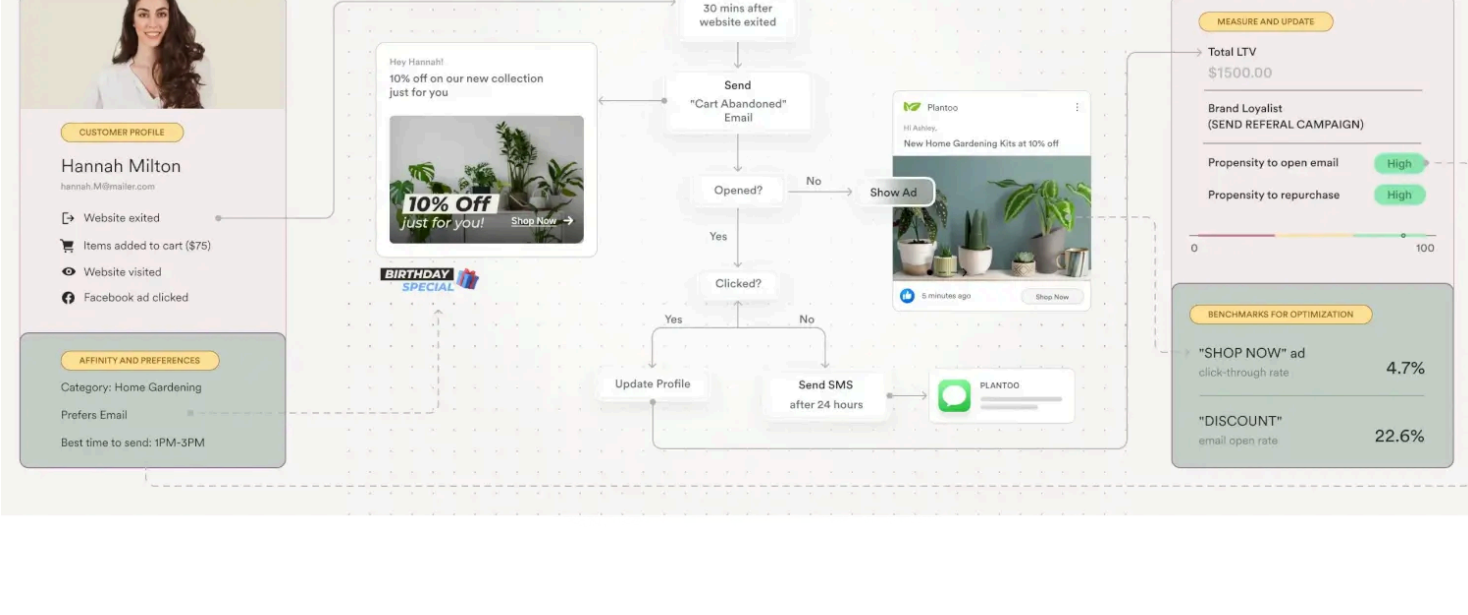 CUSTOMER PROFILE
Hannah Milton
hannah.M@mailer.com
Website exited
Items added to cart ($75)
Website visited
Facebook ad clicked
AFFINITY AND PREFERENCES
Category: Home Gardening
Prefers Email
Best time to send: 1PM-3PM
Hey Hannah!
10% off on our new collection
just for you
10% Off
just for you!
Shop Now
BIRTHDAY
SPECIAL
30 mins after
website exited
Send
"Cart Abandoned"
Email
Opened?
No
Show Ad
Yes
Clicked?
Yes
No
Update Profile
Send SMS
after 24 hours
PLANTOO
Plantoo
Hi Ashley,
New Home Gardening Kits at 10% off
5 minutes ago
Shop Now
MEASURE AND UPDATE
Total LTV
$1500.00
Brand Loyalist
(SEND REFERAL CAMPAIGN)
Propensity to open email
High
Propensity to repurchase
High
0
100
BENCHMARKS FOR OPTIMIZATION
"SHOP NOW" ad
click-through rate
4.7%
"DISCOUNT"
email open rate
22.6%